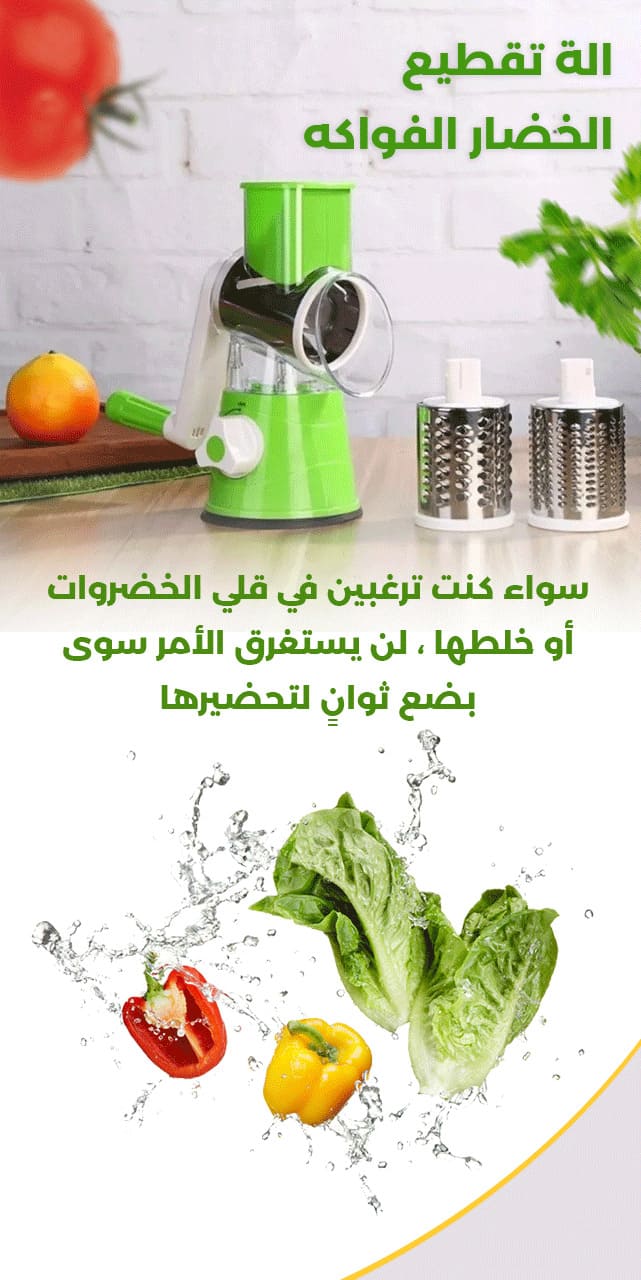 الة تقطيع
الخضار الفواكه
سواء كنت ترغبين في قلي الخضروات
أو خلطها ، لن يستغرق الأمر سوى
بضع ثوانٍ لتحضيرها